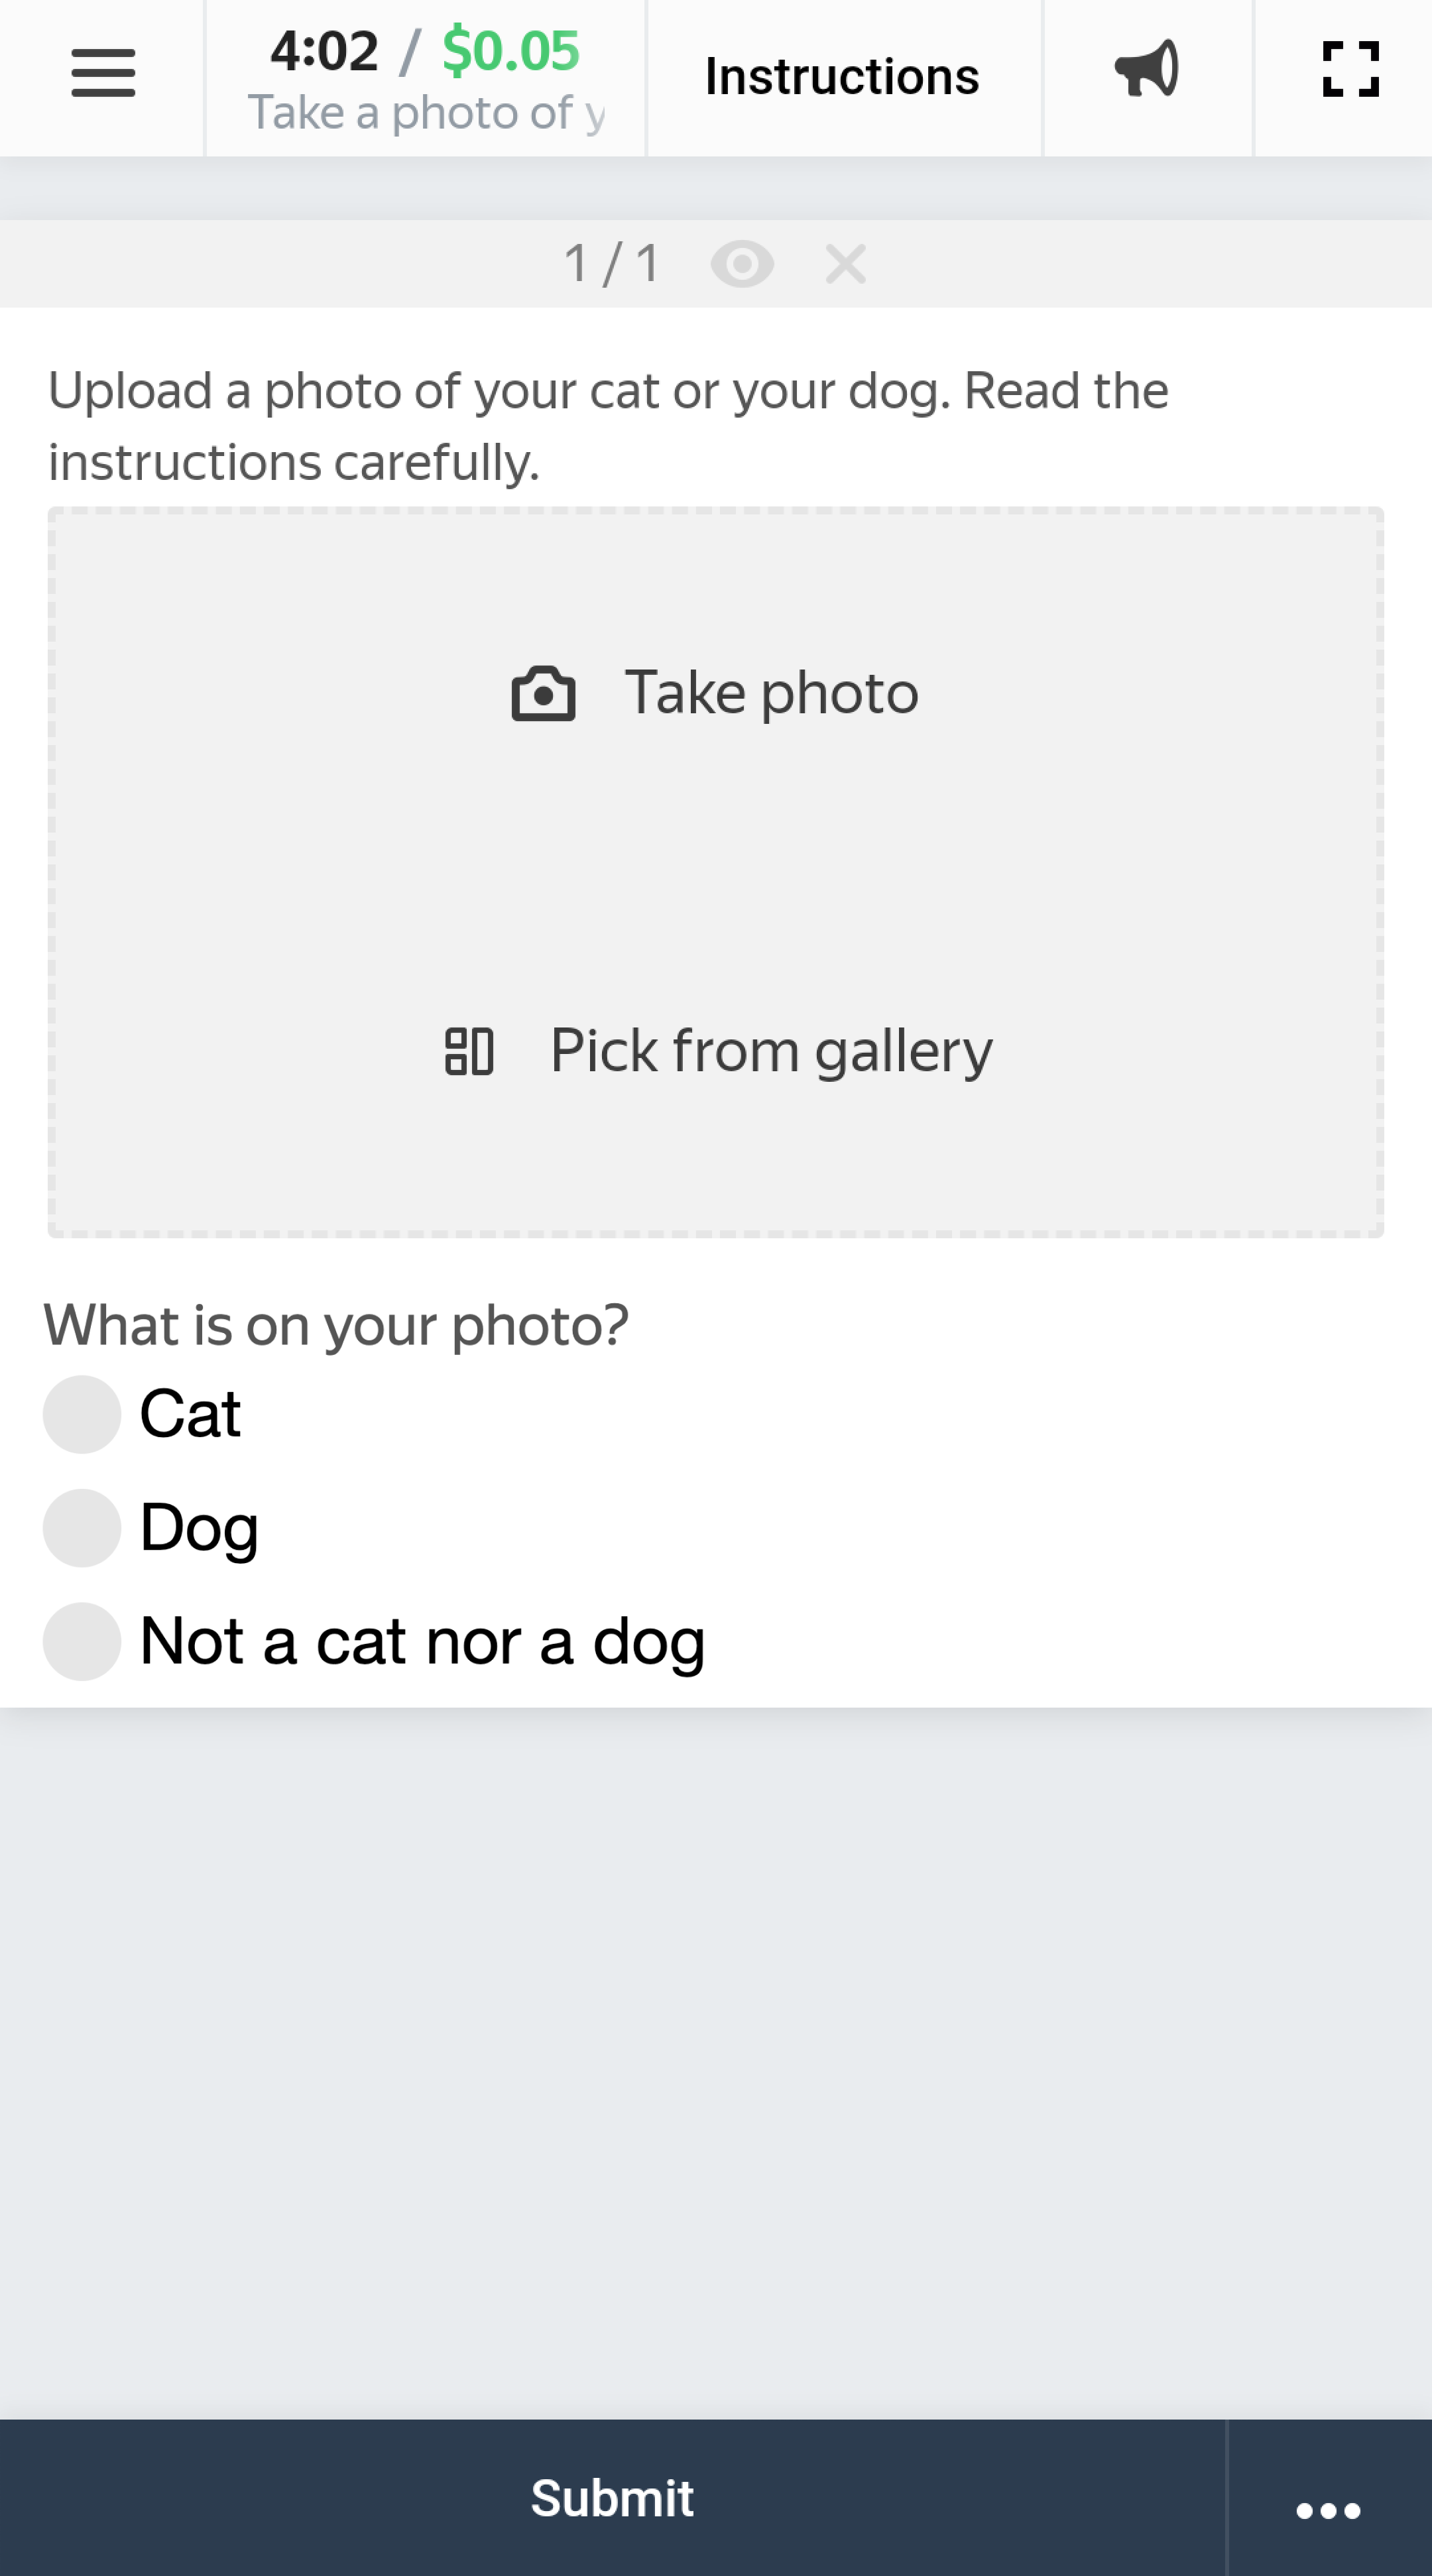 4:02 / $0.05
Take a photo of y
Instructions
1 / 1
Upload a photo of your cat or your dog. Read the
instructions carefully.
Take photo
Pick from gallery
What is on your photo?
Cat
Dog
Not a cat nor a dog
Submit